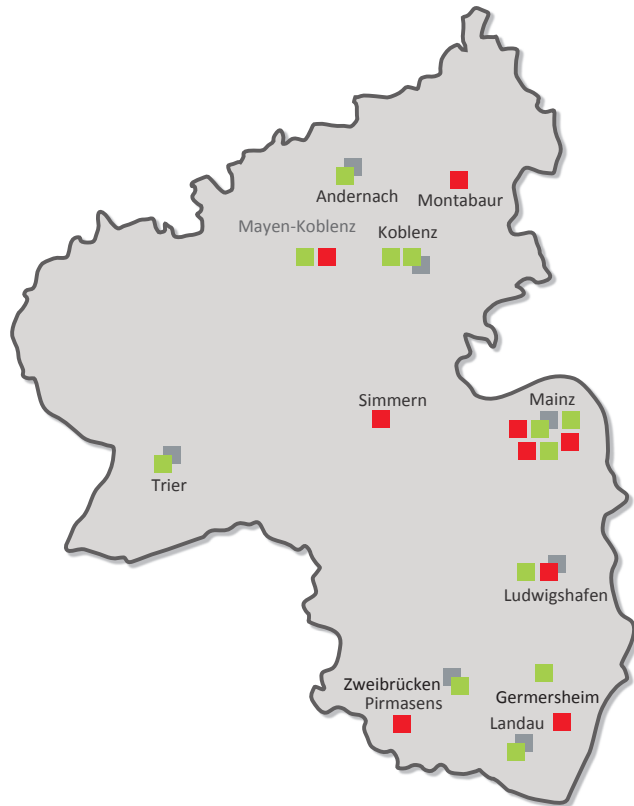 Andernach
Montabaur
Mayen-Koblenz
Koblenz
Simmern
Mainz
Trier
Ludwigshafen
Zweibrücken
Pirmasens
Germersheim
Landau